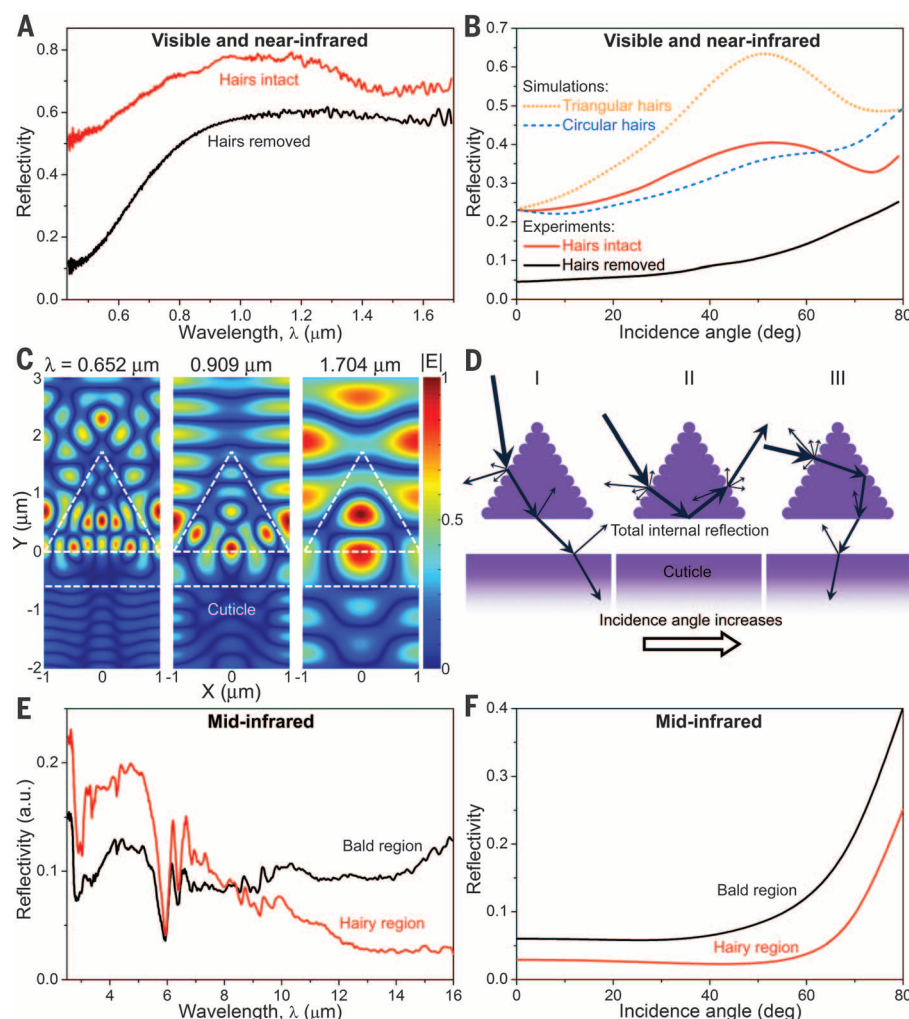 A
Visible and near-infrared
Hairs intact
Hairs removed
Reflectivity
0.8
0.6
0.4
0.2
0.0
0.6 0.8 1.0 1.2 1.4 1.6
Wavelength, λ (μm)
B
Visible and near-infrared
Simulations:
Triangular hairs
Circular hairs
Experiments:
Hairs intact
Hairs removed
Reflectivity
0.7
0.6
0.5
0.4
0.3
0.2
0.1
0.0
0 20 40 60 80
Incidence angle (deg)
C
λ = 0.652 μm 0.909 μm 1.704 μm |E|
3
2
1
0
-1
-2
Y (μm)
Cuticle
1
0.5
0
-1 0 1 -1 0 1 -1 0 1
X (μm)
D
I II III
Total internal reflection
Cuticle
Incidence angle increases
E
Mid-infrared
Bald region
Hairy region
Reflectivity (a.u.)
0.2
0.1
0.0
4 6 8 10 12 14 16
Wavelength, λ (μm)
F
Mid-infrared
Bald region
Hairy region
Reflectivity
0.4
0.3
0.2
0.1
0.0
0 20 40 60 80
Incidence angle (deg)